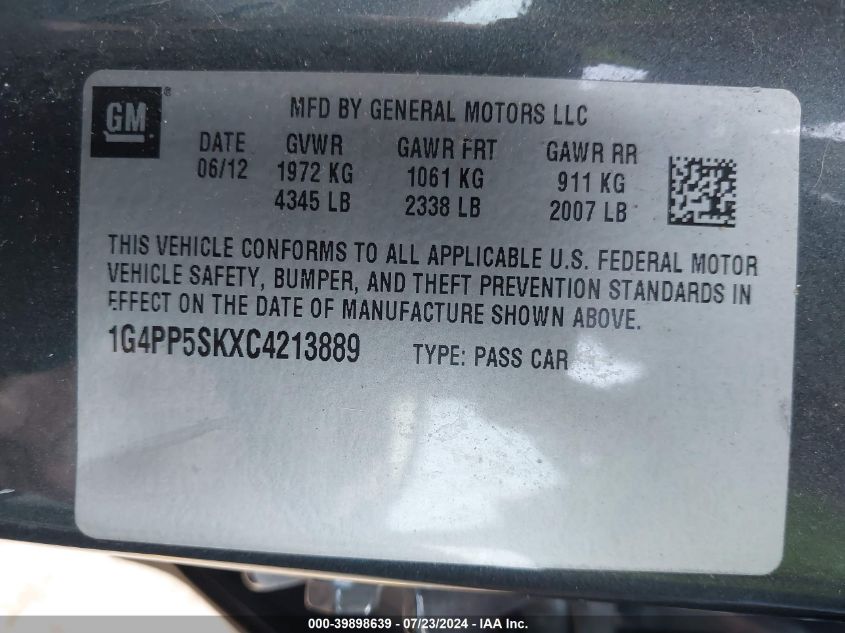 GM®
MFD BY GENERAL MOTORS LLC
DATE GVWR GAWR FRT GAWR RR
06/12 1972 KG 1061 KG 911 KG
4345 LB 2338 LB 2007 LB
THIS VEHICLE CONFORMS TO ALL APPLICABLE U.S. FEDERAL MOTOR
VEHICLE SAFETY, BUMPER, AND THEFT PREVENTION STANDARDS IN
EFFECT ON THE DATE OF MANUFACTURE SHOWN ABOVE.
1G4PP5SKXC4213889 TYPE: PASS CAR
000-39898639 - 07/23/2024 - IAA Inc.